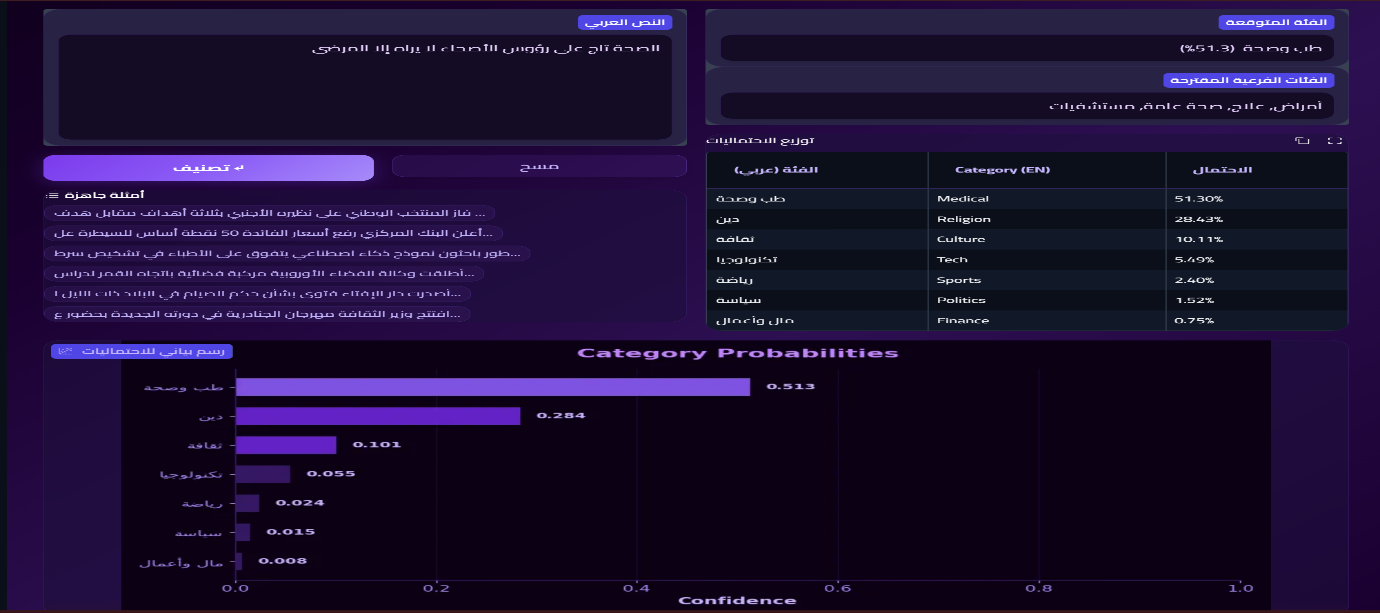 النص العربي
الصحة تاج على رؤوس الأصحاء لا يراه إلا المرضى
تصنيف ↵
مسح
أمثلة جاهزة
فاز المنتخب الوطني على نظيره الأجنبي بثلاثة أهداف مقابل هدف ...
أعلن البنك المركزي رفع أسعار الفائدة 50 نقطة أساس للسيطرة عل...
طور باحثون نموذج ذكاء اصطناعي يتفوق على الأطباء في تشخيص سرط...
أطلقت وكالة الفضاء الأوروبية مركبة فضائية باتجاه القمر لدراس...
أصدرت دار الإفتاء فتوى بشأن حكم الصيام في البلاد ذات الليل ا...
افتتح وزير الثقافة مهرجان الجنادرية في دورته الجديدة بحضور ع...
الفئة المتوقعة
طب وصحة (51.3%)
الفئات الفرعية المقترحة
أمراض, علاج, صحة عامة, مستشفيات
توزيع الاحتماليات
الفئة (عربي) Category (EN) الاحتمال
طب وصحة Medical 51.30%
دين Religion 28.43%
ثقافة Culture 10.11%
تكنولوجيا Tech 5.49%
رياضة Sports 2.40%
سياسة Politics 1.52%
مال وأعمال Finance 0.75%
رسم بياني للاحتماليات
Category Probabilities
طب وصحة 0.513
دين 0.284
ثقافة 0.101
تكنولوجيا 0.055
رياضة 0.024
سياسة 0.015
مال وأعمال 0.008
0.0 0.2 0.4 0.6 0.8 1.0
Confidence